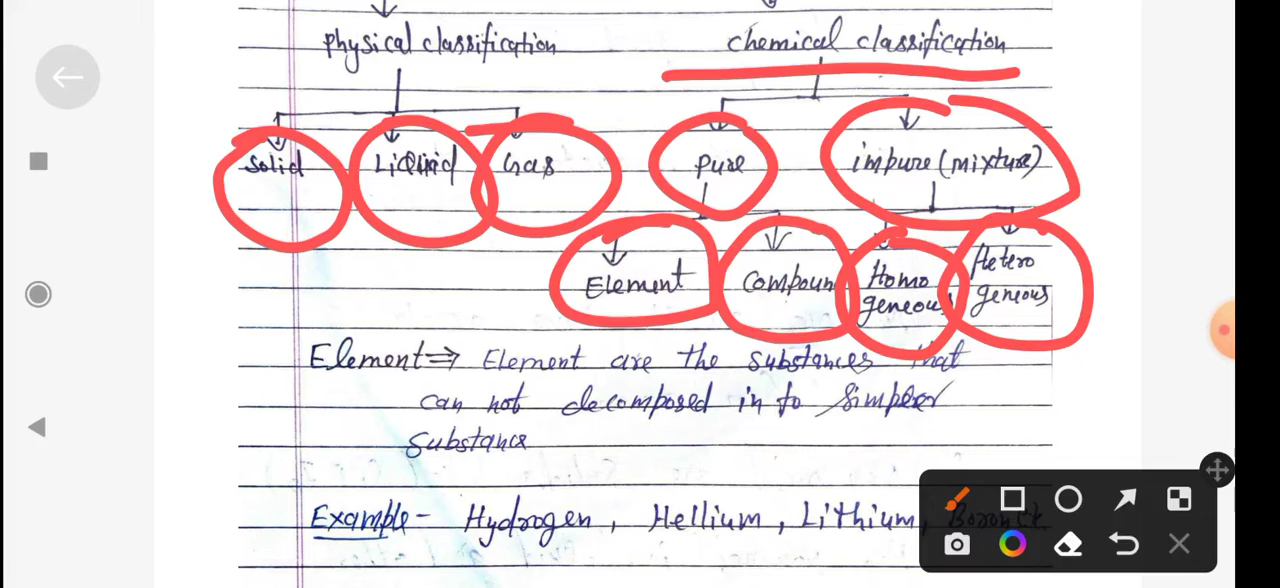 physical classification chemical classification
Solid Liquid Gas Pure impure (mixture)
Element Compoun Homo Hetero
geneous geneous
Element ⇒ Element are the substances that
can not decomposed in to simpler
substance
Example - Hydrogen, Hellium, Lithium,